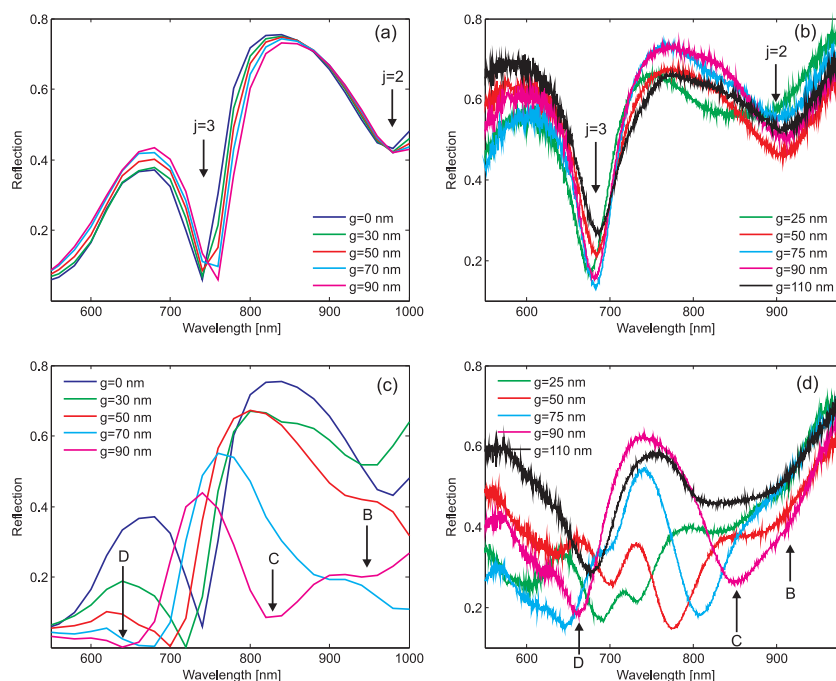 (a)
0.8
0.6
0.4
0.2
Reflection
j=3
j=2
g=0 nm
g=30 nm
g=50 nm
g=70 nm
g=90 nm
600 700 800 900 1000
Wavelength [nm]
(b)
0.8
0.6
0.4
0.2
Reflection
j=3
j=2
g=25 nm
g=50 nm
g=75 nm
g=90 nm
g=110 nm
600 700 800 900
Wavelength [nm]
(c)
0.8
0.6
0.4
0.2
Reflection
g=0 nm
g=30 nm
g=50 nm
g=70 nm
g=90 nm
D
C
B
600 700 800 900 1000
Wavelength [nm]
(d)
0.8
0.6
0.4
0.2
Reflection
g=25 nm
g=50 nm
g=75 nm
g=90 nm
g=110 nm
D
C
B
600 700 800 900
Wavelength [nm]